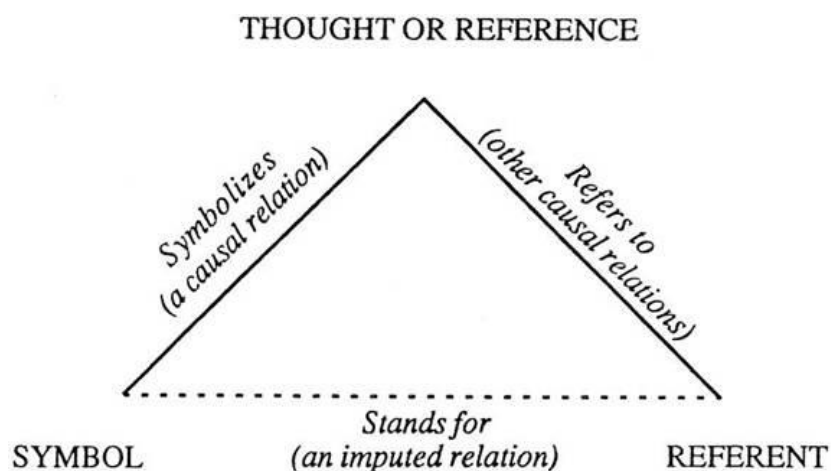 THOUGHT OR REFERENCE
Symbolizes
(a causal relation)
Refers to
(other causal relations)
Stands for
SYMBOL (an imputed relation) REFERENT